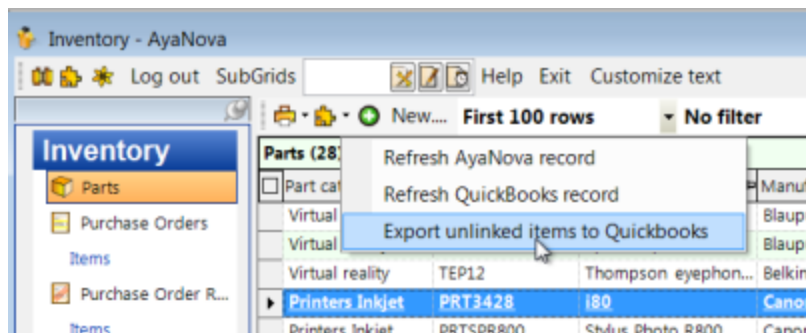 Inventory - AyaNova
Log out SubGrids Help Exit Customize text
New.... First 100 rows No filter
Inventory
Parts
Purchase Orders
Items
Purchase Order R...
Items
Parts (28
Refresh AyaNova record
Refresh QuickBooks record
Export unlinked items to Quickbooks
Part cat Manuf
Virtual Blaup
Virtual Blaup
Virtual reality TEP12 Thompson eyephon... Belkin
Printers Inkjet PRT3428 i80 Canon
Printers Inkjet PRTSPR800 Stylus Photo R800 Canon